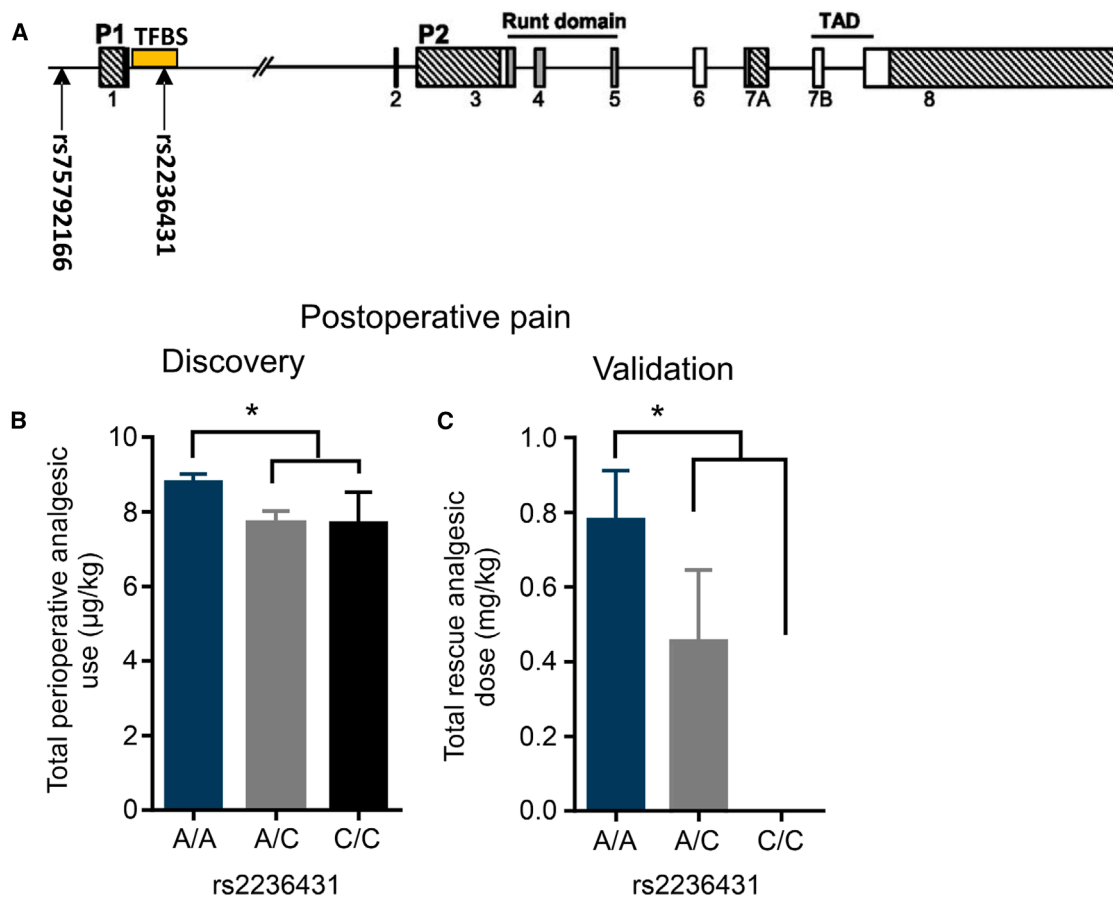 A
P1
TFBS
P2
Runt domain
TAD
//
1
2
3
4
5
6
7A
7B
8
rs75792166
rs2236431
Postoperative pain
Discovery
Validation
B
*
Total perioperative analgesic
use (µg/kg)
10
8
6
4
2
0
A/A
A/C
C/C
rs2236431
C
*
Total rescue analgesic
dose (mg/kg)
1.0
0.8
0.6
0.4
0.2
0.0
A/A
A/C
C/C
rs2236431